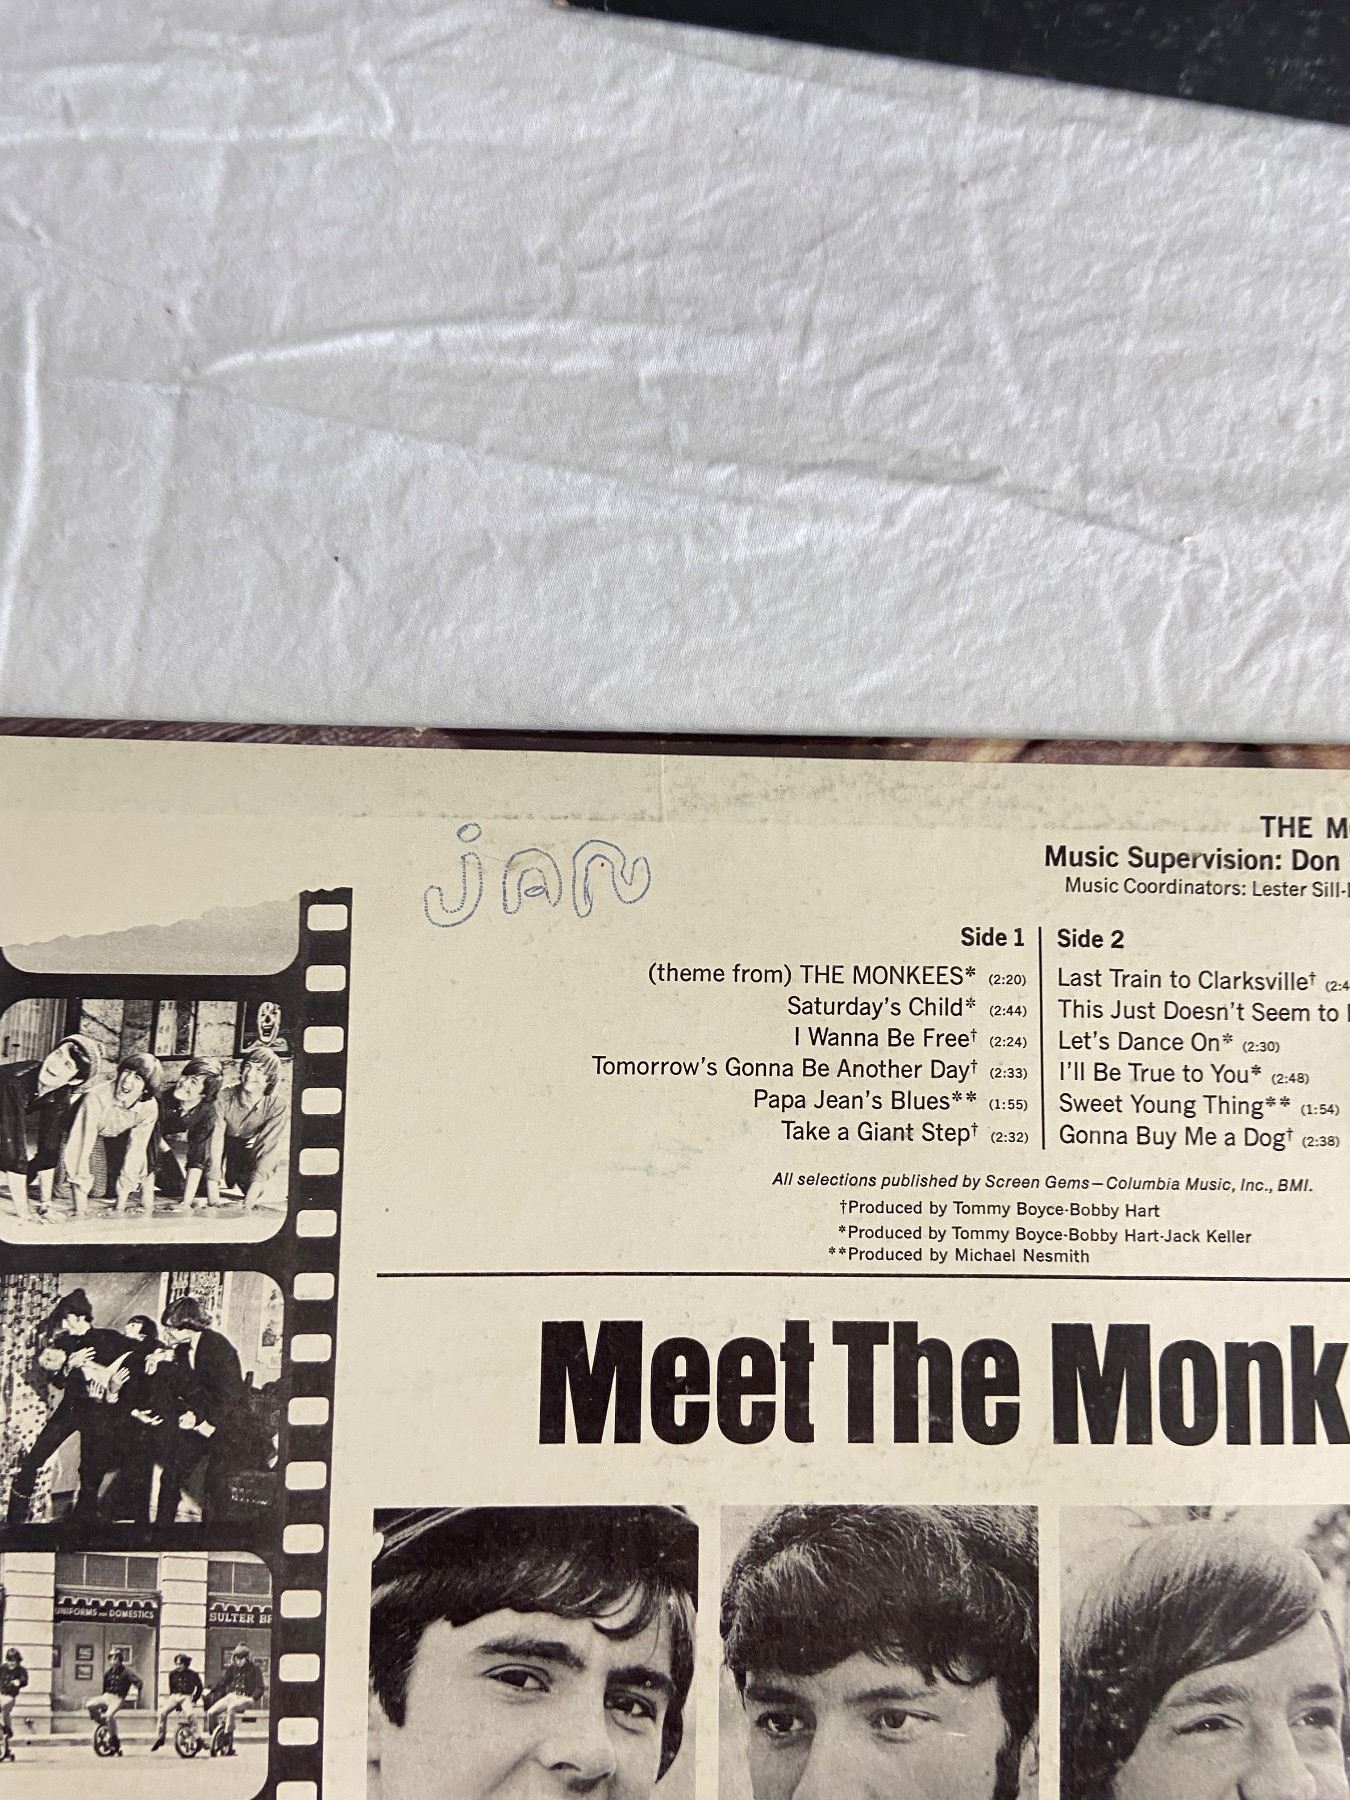 jan
THE M
Music Supervision: Don
Music Coordinators: Lester Sill-
Side 1
(theme from) THE MONKEES* (2:20)
Saturday's Child* (2:44)
I Wanna Be Free† (2:24)
Tomorrow's Gonna Be Another Day† (2:33)
Papa Jean's Blues** (1:55)
Take a Giant Step† (2:32)
Side 2
Last Train to Clarksville† (2:4
This Just Doesn't Seem to
Let's Dance On* (2:30)
I'll Be True to You* (2:48)
Sweet Young Thing** (1:54)
Gonna Buy Me a Dog† (2:38)
All selections published by Screen Gems—Columbia Music, Inc., BMI.
†Produced by Tommy Boyce-Bobby Hart
*Produced by Tommy Boyce-Bobby Hart-Jack Keller
**Produced by Michael Nesmith
Meet The Monk
UNIFORMS AND DOMESTICS
SULTER BR